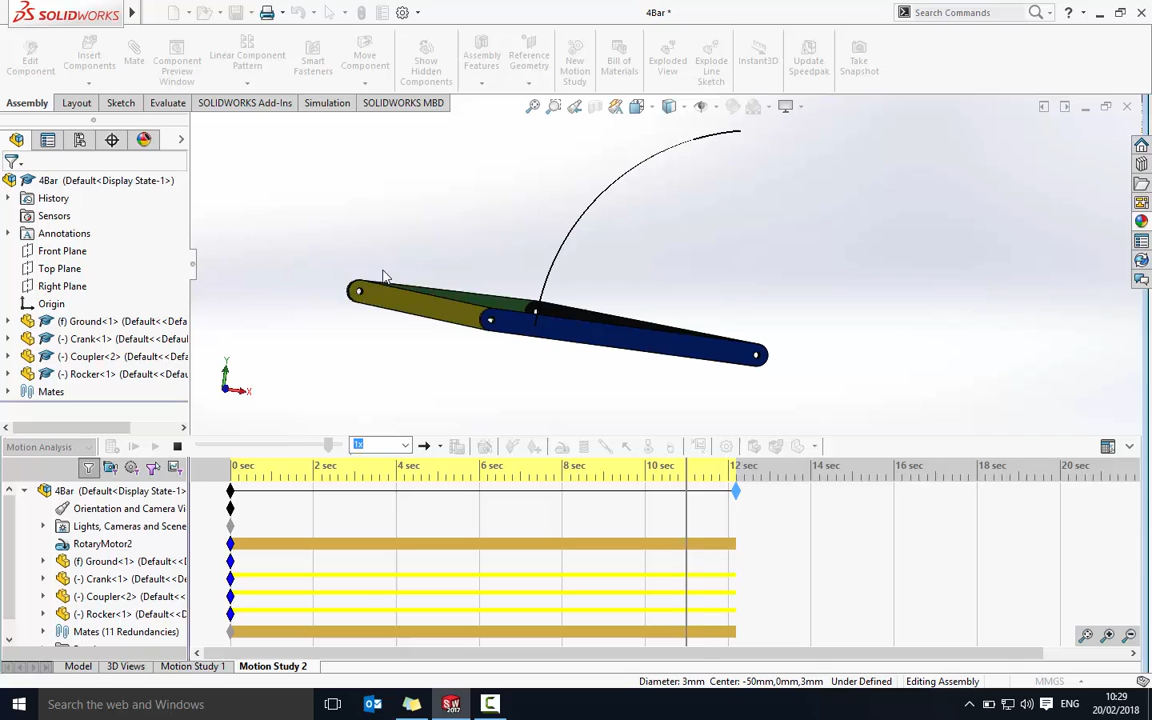 SOLIDWORKS
4Bar *
Search Commands
?
Edit Component
Insert Components
Mate
Component Preview Window
Linear Component Pattern
Smart Fasteners
Move Component
Show Hidden Components
Assembly Features
Reference Geometry
New Motion Study
Bill of Materials
Exploded View
Explode Line Sketch
Instant3D
Update Speedpak
Take Snapshot
Assembly
Layout
Sketch
Evaluate
SOLIDWORKS Add-Ins
Simulation
SOLIDWORKS MBD
4Bar (Default<Display State-1>)
History
Sensors
Annotations
Front Plane
Top Plane
Right Plane
Origin
(f) Ground<1> (Default<<Defa
(-) Crank<1> (Default<<Defau
(-) Coupler<2> (Default<<Def
(-) Rocker<1> (Default<<Defa
Mates
Y
X
Motion Analysis
1x
0 sec 2 sec 4 sec 6 sec 8 sec 10 sec 12 sec 14 sec 16 sec 18 sec 20 sec
4Bar (Default<Display State-1>
Orientation and Camera Vi
Lights, Cameras and Scene
RotaryMotor2
(f) Ground<1> (Default<<D
(-) Crank<1> (Default<<De
(-) Coupler<2> (Default<<
(-) Rocker<1> (Default<<D
Mates (11 Redundancies)
Model
3D Views
Motion Study 1
Motion Study 2
Diameter: 3mm Center: -50mm,0mm,3mm
Under Defined
Editing Assembly
MMGS
Search the web and Windows
SW
2017
ENG
10:29
20/02/2018